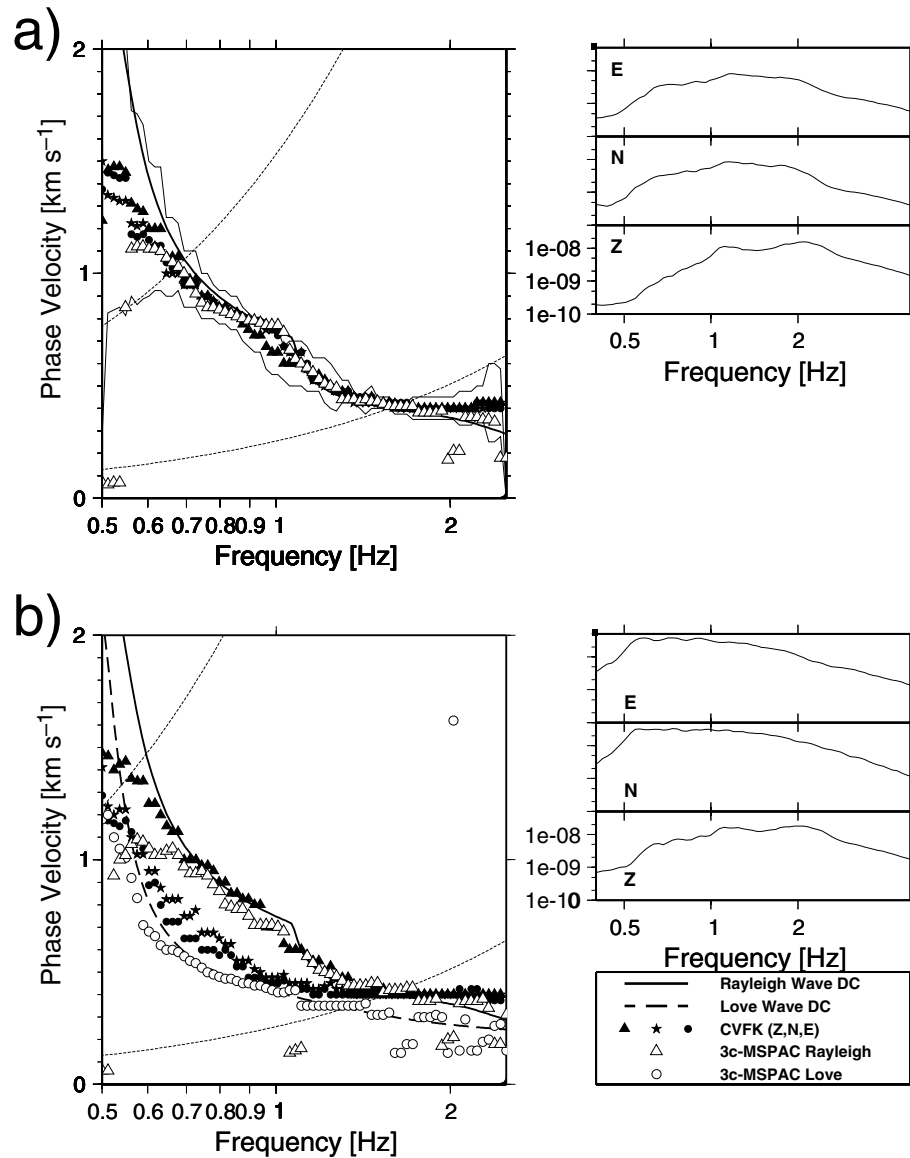 a)
2
1
0
Phase Velocity [km s⁻¹]
0.5 0.6 0.7 0.8 0.9 1 2
Frequency [Hz]
E
N
Z
1e-08
1e-09
1e-10
0.5 1 2
Frequency [Hz]
b)
2
1
0
Phase Velocity [km s⁻¹]
0.5 0.6 0.7 0.8 0.9 1 2
Frequency [Hz]
E
N
Z
1e-08
1e-09
1e-10
0.5 1 2
Frequency [Hz]
Rayleigh Wave DC
Love Wave DC
CVFK (Z,N,E)
3c-MSPAC Rayleigh
3c-MSPAC Love